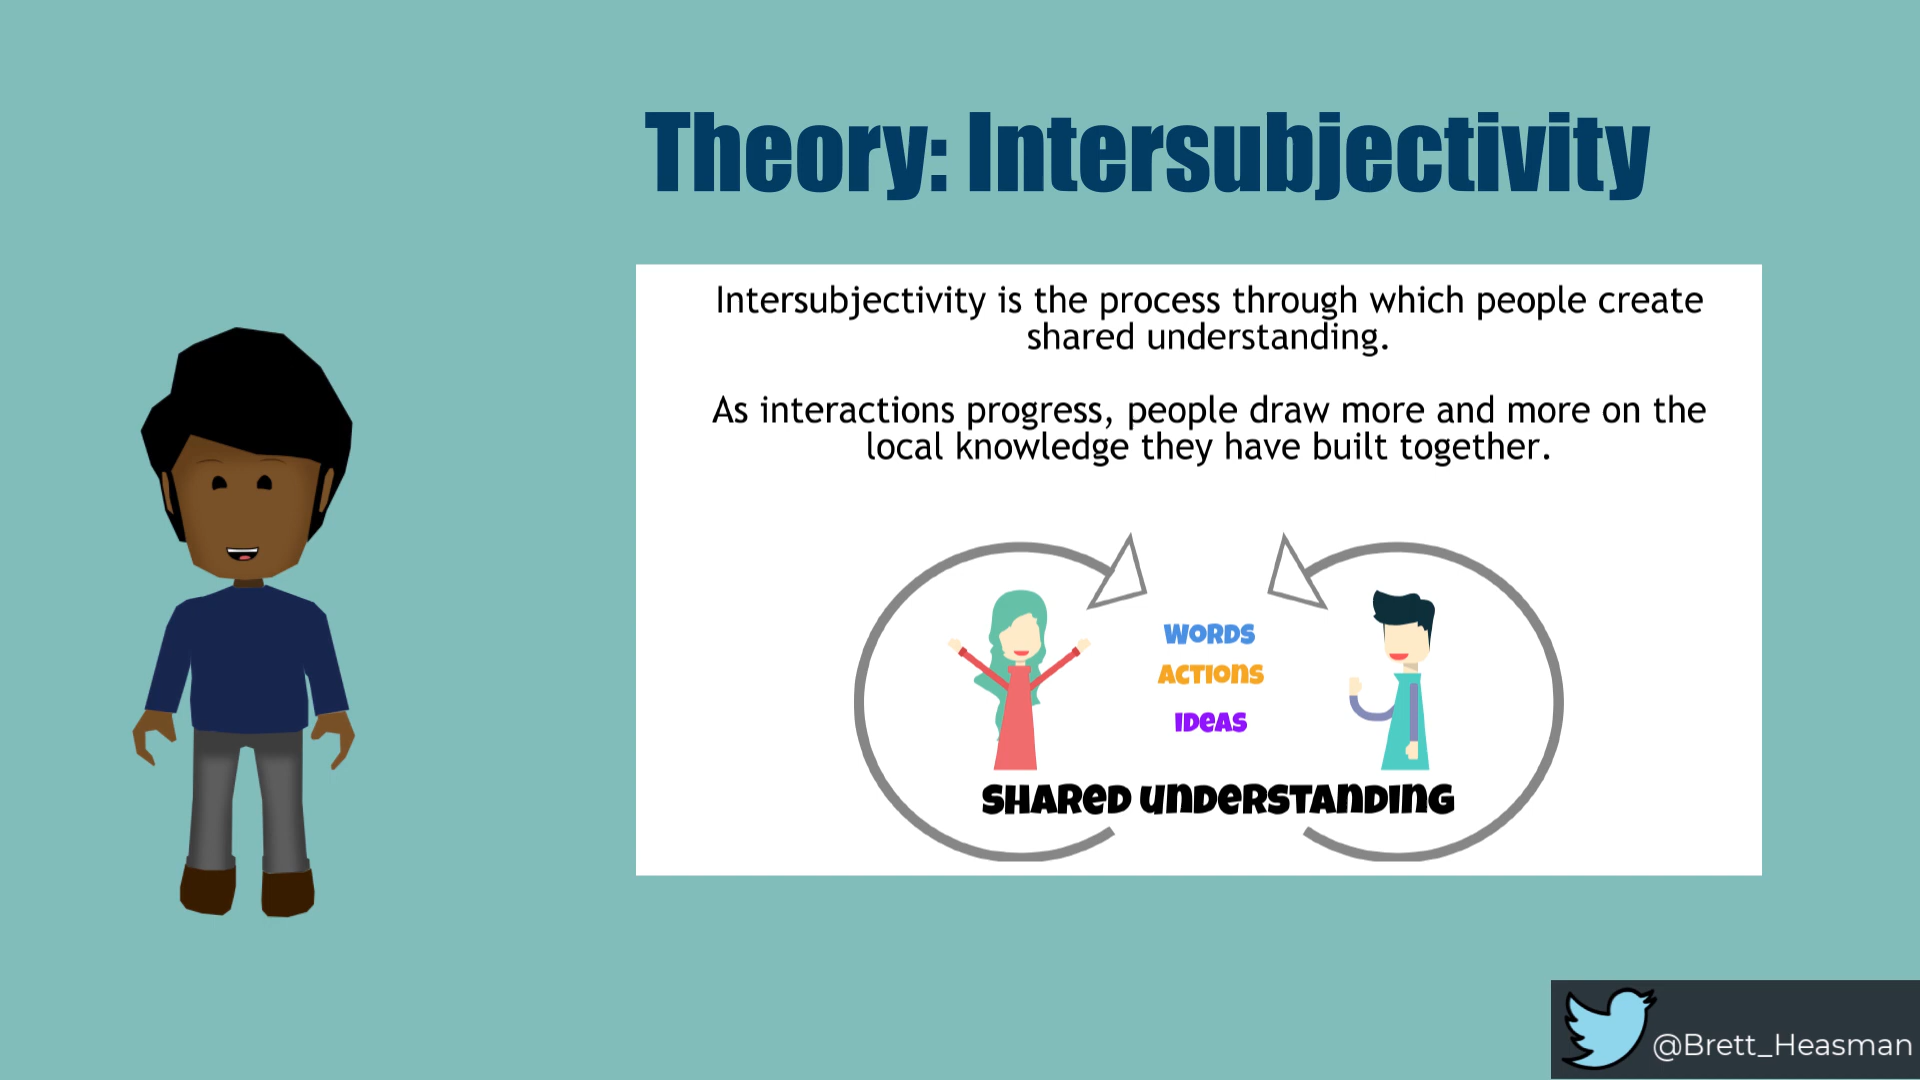 Theory: Intersubjectivity
Intersubjectivity is the process through which people create
shared understanding.
As interactions progress, people draw more and more on the
local knowledge they have built together.
WORDS
ACTIONS
IDEAS
SHARED UNDERSTANDING
@Brett_Heasman